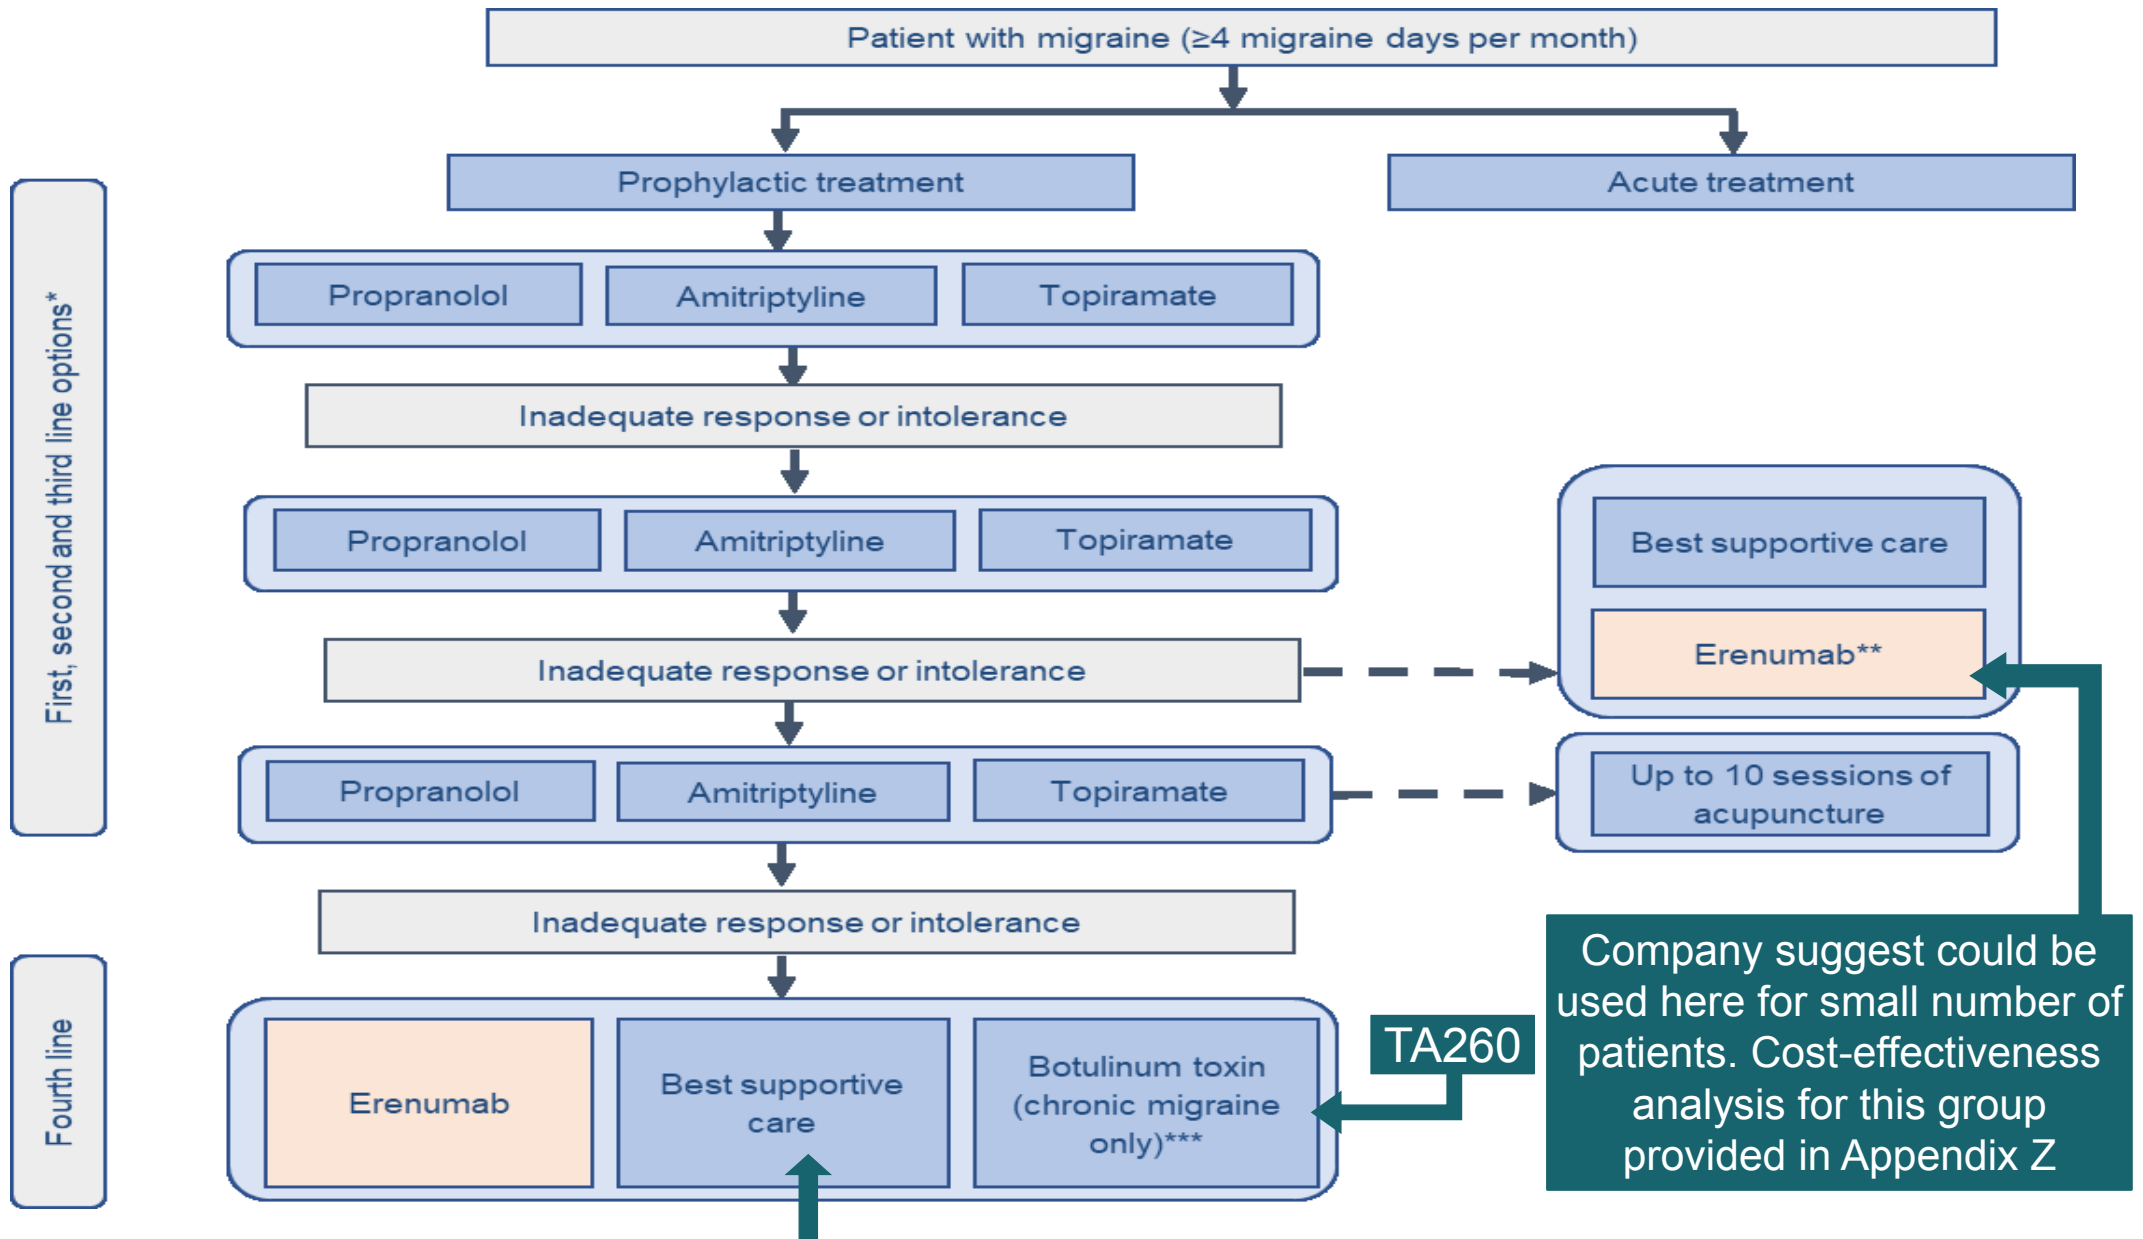 Patient with migraine (≥4 migraine days per month)
Prophylactic treatment
Acute treatment
First, second and third line options*
Propranolol
Amitriptyline
Topiramate
Inadequate response or intolerance
Propranolol
Amitriptyline
Topiramate
Best supportive care
Erenumab**
Inadequate response or intolerance
Propranolol
Amitriptyline
Topiramate
Up to 10 sessions of
acupuncture
Inadequate response or intolerance
Fourth line
Erenumab
Best supportive
care
Botulinum toxin
(chronic migraine
only)***
TA260
Company suggest could be
used here for small number of
patients. Cost-effectiveness
analysis for this group
provided in Appendix Z